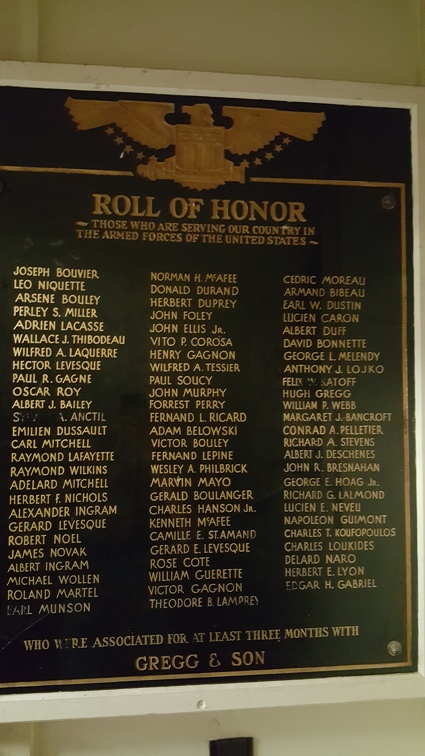 ROLL OF HONOR
~ THOSE WHO ARE SERVING OUR COUNTRY IN
THE ARMED FORCES OF THE UNITED STATES ~
JOSEPH BOUVIER
LEO NIQUETTE
ARSENE BOULEY
PERLEY S. MILLER
ADRIEN LACASSE
WALLACE J. THIBODEAU
WILFRED A. LAQUERRE
HECTOR LEVESQUE
PAUL R. GAGNE
OSCAR ROY
ALBERT J. BAILEY
A. ANCTIL
EMILIEN DUSSAULT
CARL MITCHELL
RAYMOND LAFAYETTE
RAYMOND WILKINS
ADELARD MITCHELL
HERBERT F. NICHOLS
ALEXANDER INGRAM
GERARD LEVESQUE
ROBERT NOEL
JAMES NOVAK
ALBERT INGRAM
MICHAEL WOLLEN
ROLAND MARTEL
EARL MUNSON
NORMAN H. McAFEE
DONALD DURAND
HERBERT DUPREY
JOHN FOLEY
JOHN ELLIS JR.
VITO P. COROSA
HENRY GAGNON
WILFRED A. TESSIER
PAUL SOUCY
JOHN MURPHY
FORREST PERRY
FERNAND L. RICARD
ADAM BELOWSKI
VICTOR BOULEY
FERNAND LEPINE
WESLEY A. PHILBRICK
MARVIN MAYO
GERALD BOULANGER
CHARLES HANSON JR.
KENNETH McAFEE
CAMILLE E. ST. AMAND
GERARD E. LEVESQUE
ROSE COTE
WILLIAM GUERETTE
VICTOR GAGNON
THEODORE B. LAMPREY
CEDRIC MOREAU
ARMAND BIBEAU
EARL W. DUSTIN
LUCIEN CARON
ALBERT DUFF
DAVID BONNETTE
GEORGE L. MELENDY
ANTHONY J. LOJKO
FELIX
HUGH GREGG
WILLIAM P. WEBB
MARGARET J. BANCROFT
CONRAD A. PELLETIER
RICHARD A. STEVENS
ALBERT J. DESCHENES
JOHN R. BRESNAHAN
GEORGE E. HOAG JR.
RICHARD G. LALMOND
LUCIEN E. NEVEU
NAPOLEON GUIMONT
CHARLES T. KOUFOPOULOS
CHARLES LOUKIDES
DELARD NARO
HERBERT E. LYON
EDGAR H. GABRIEL
WHO WERE ASSOCIATED FOR AT LEAST THREE MONTHS WITH
GREGG & SON